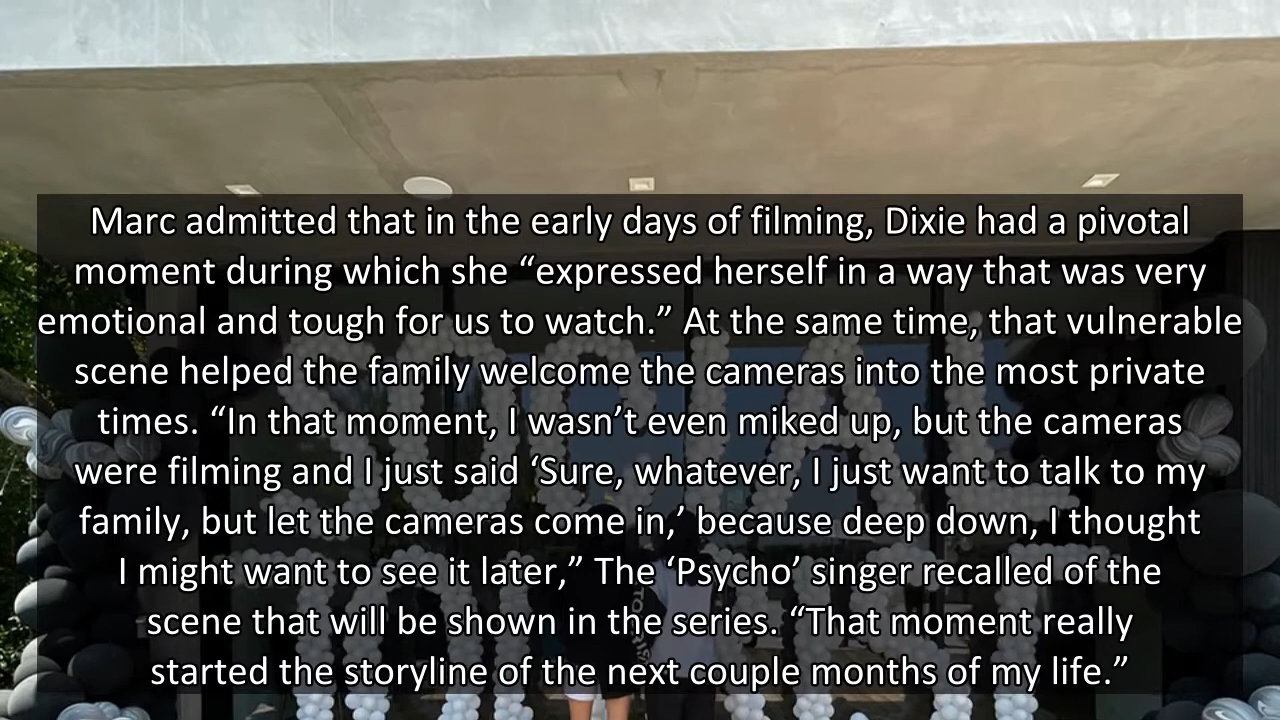 Marc admitted that in the early days of filming, Dixie had a pivotal
moment during which she “expressed herself in a way that was very
emotional and tough for us to watch.” At the same time, that vulnerable
scene helped the family welcome the cameras into the most private
times. “In that moment, I wasn’t even miked up, but the cameras
were filming and I just said ‘Sure, whatever, I just want to talk to my
family, but let the cameras come in,’ because deep down, I thought
I might want to see it later,” The ‘Psycho’ singer recalled of the
scene that will be shown in the series. “That moment really
started the storyline of the next couple months of my life.”
SOCIAL